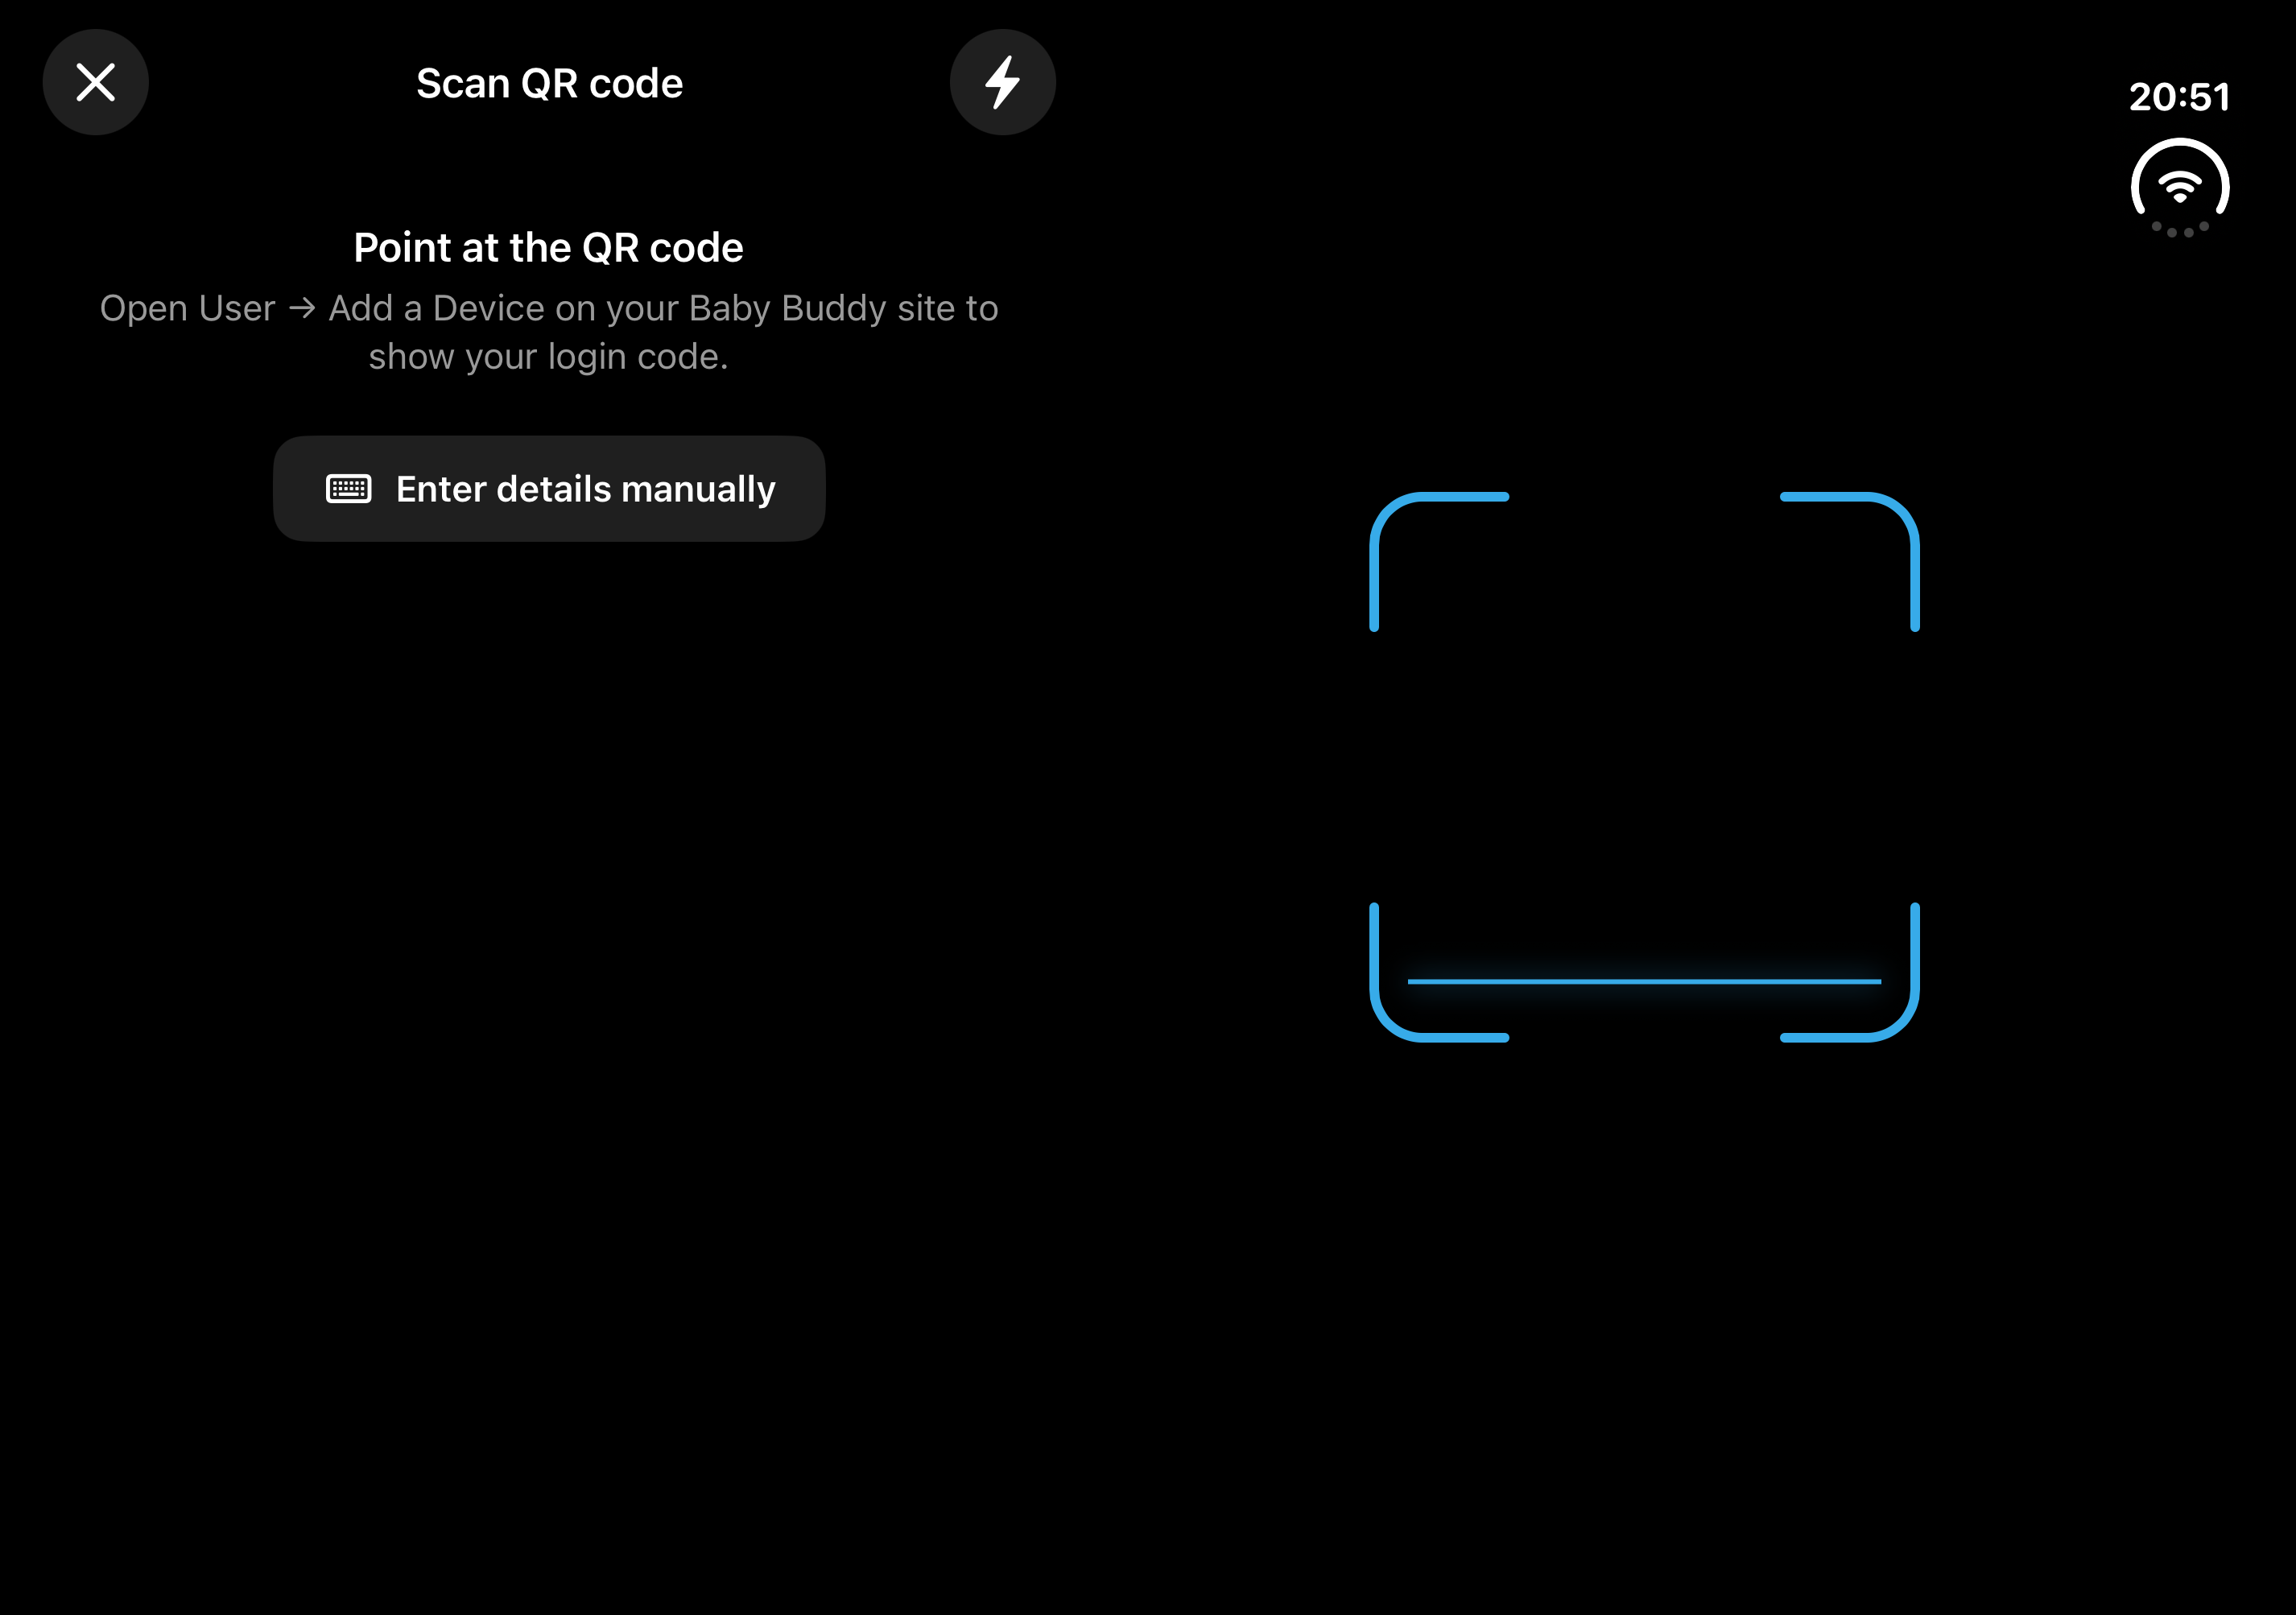 Scan QR code
20:51
Point at the QR code
Open User → Add a Device on your Baby Buddy site to
show your login code.
Enter details manually